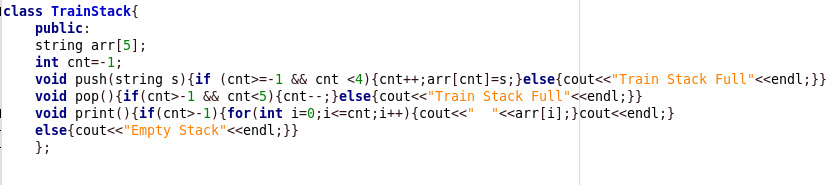 class TrainStack{
public:
string arr[5];
int cnt=-1;
void push(string s){if (cnt>=-1 && cnt <4){cnt++;arr[cnt]=s;}else{cout<<"Train Stack Full"<<endl;}}
void pop(){if(cnt>-1 && cnt<5){cnt--;}else{cout<<"Train Stack Full"<<endl;}}
void print(){if(cnt>-1){for(int i=0;i<=cnt;i++){cout<<"  "<<arr[i];}cout<<endl;}
else{cout<<"Empty Stack"<<endl;}}
};